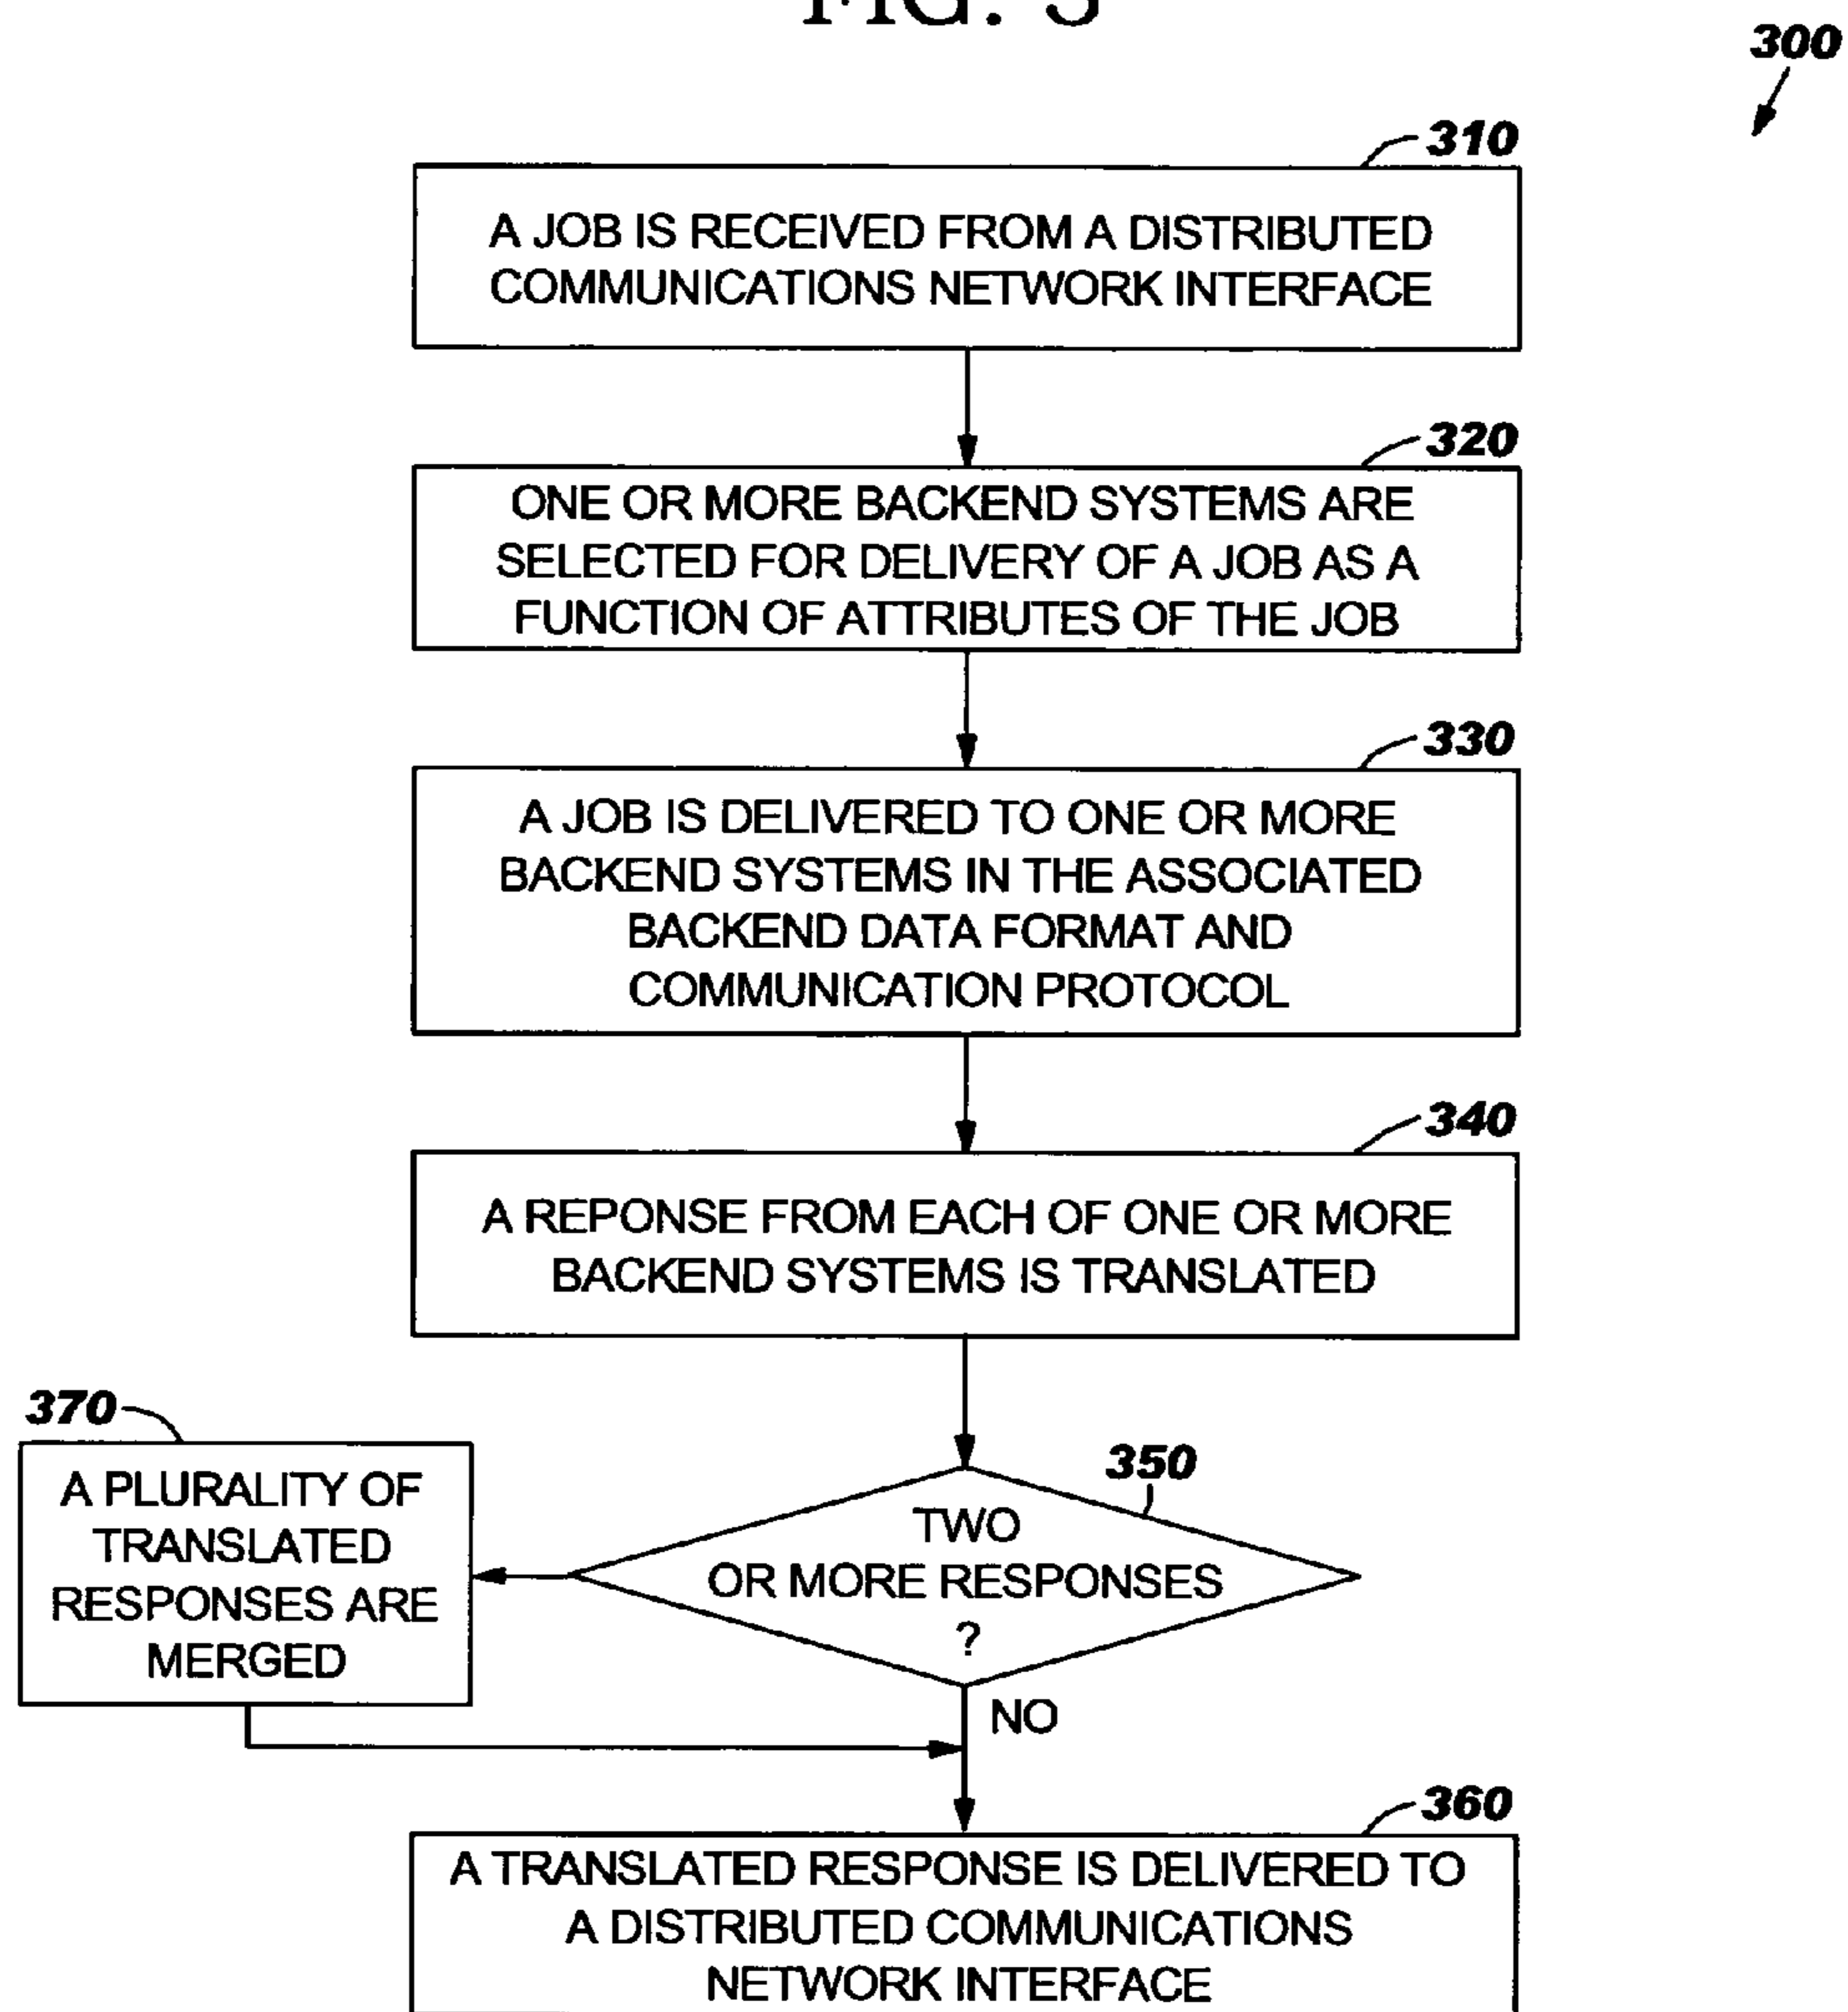 FIG. 3
300
310
A JOB IS RECEIVED FROM A DISTRIBUTED
COMMUNICATIONS NETWORK INTERFACE
320
ONE OR MORE BACKEND SYSTEMS ARE
SELECTED FOR DELIVERY OF A JOB AS A
FUNCTION OF ATTRIBUTES OF THE JOB
330
A JOB IS DELIVERED TO ONE OR MORE
BACKEND SYSTEMS IN THE ASSOCIATED
BACKEND DATA FORMAT AND
COMMUNICATION PROTOCOL
340
A REPONSE FROM EACH OF ONE OR MORE
BACKEND SYSTEMS IS TRANSLATED
370
A PLURALITY OF
TRANSLATED
RESPONSES ARE
MERGED
350
TWO
OR MORE RESPONSES
?
NO
360
A TRANSLATED RESPONSE IS DELIVERED TO
A DISTRIBUTED COMMUNICATIONS
NETWORK INTERFACE